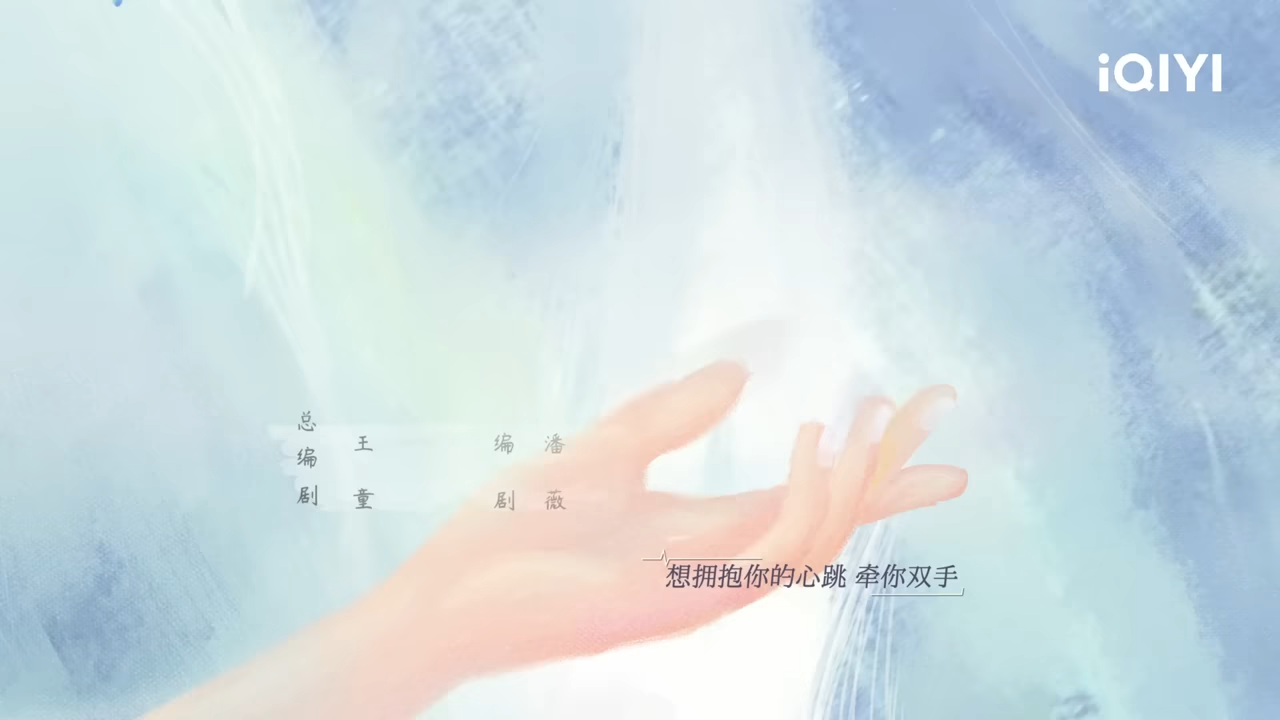 iQIYI
总编剧
王童
编剧
潘薇
想拥抱你的心跳 牵你双手